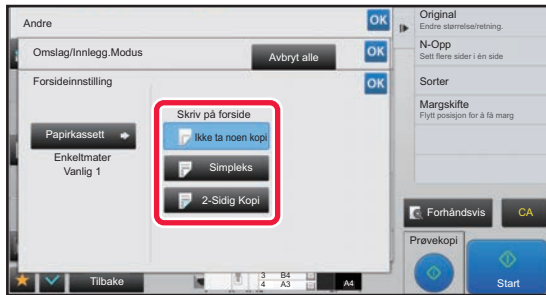 Andre
OK
Omslag/Innlegg.Modus
Avbryt alle
OK
Forsideinnstilling
OK
Papirkassett
Enkeltmater
Vanlig 1
Skriv på forside
Ikke ta noen kopi
Simpleks
2-Sidig Kopi
Tilbake
3 B4
4 A3
A4
Original
Endre størrelse/retning.
N-Opp
Sett flere sider i én side
Sorter
Margskifte
Flytt posisjon for å få marg
Forhåndsvis
CA
Prøvekopi
Start